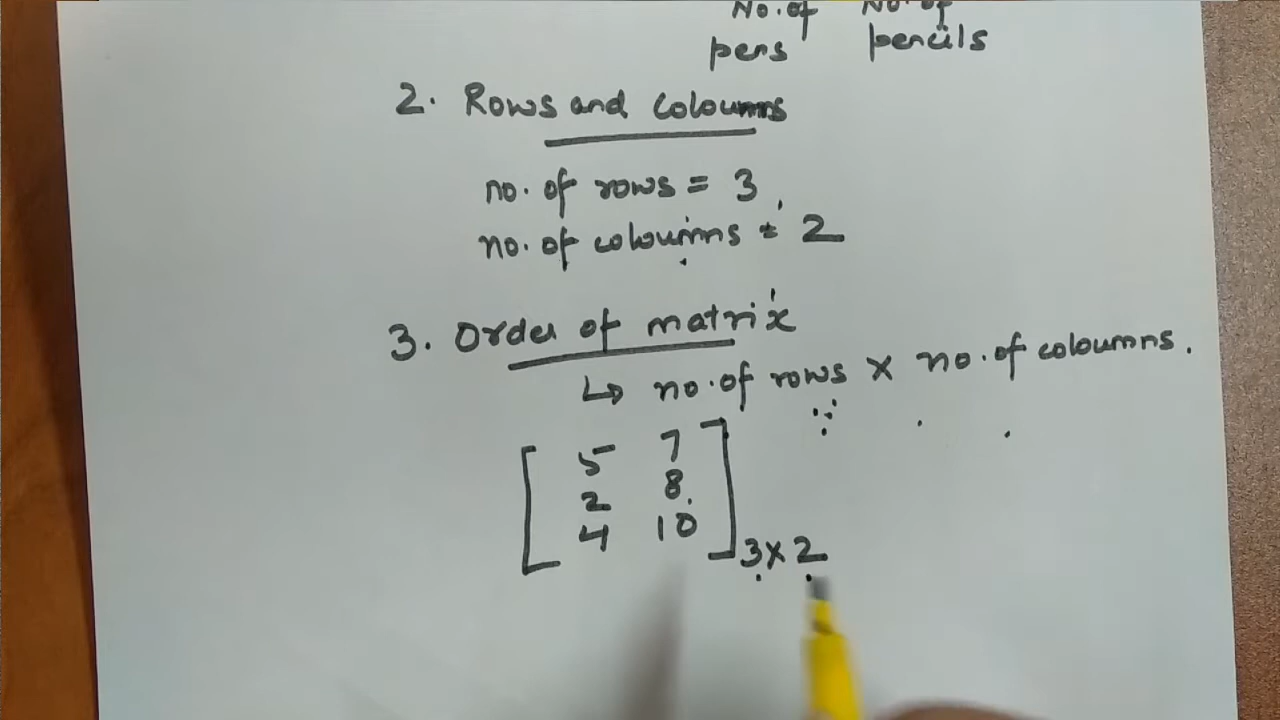 No. of No. of
pens pencils
2. Rows and coloumns
no. of rows = 3
no. of coloumns = 2
3. Order of matrix
↳ no. of rows × no. of coloumns.
5 7
2 8
4 10
3×2